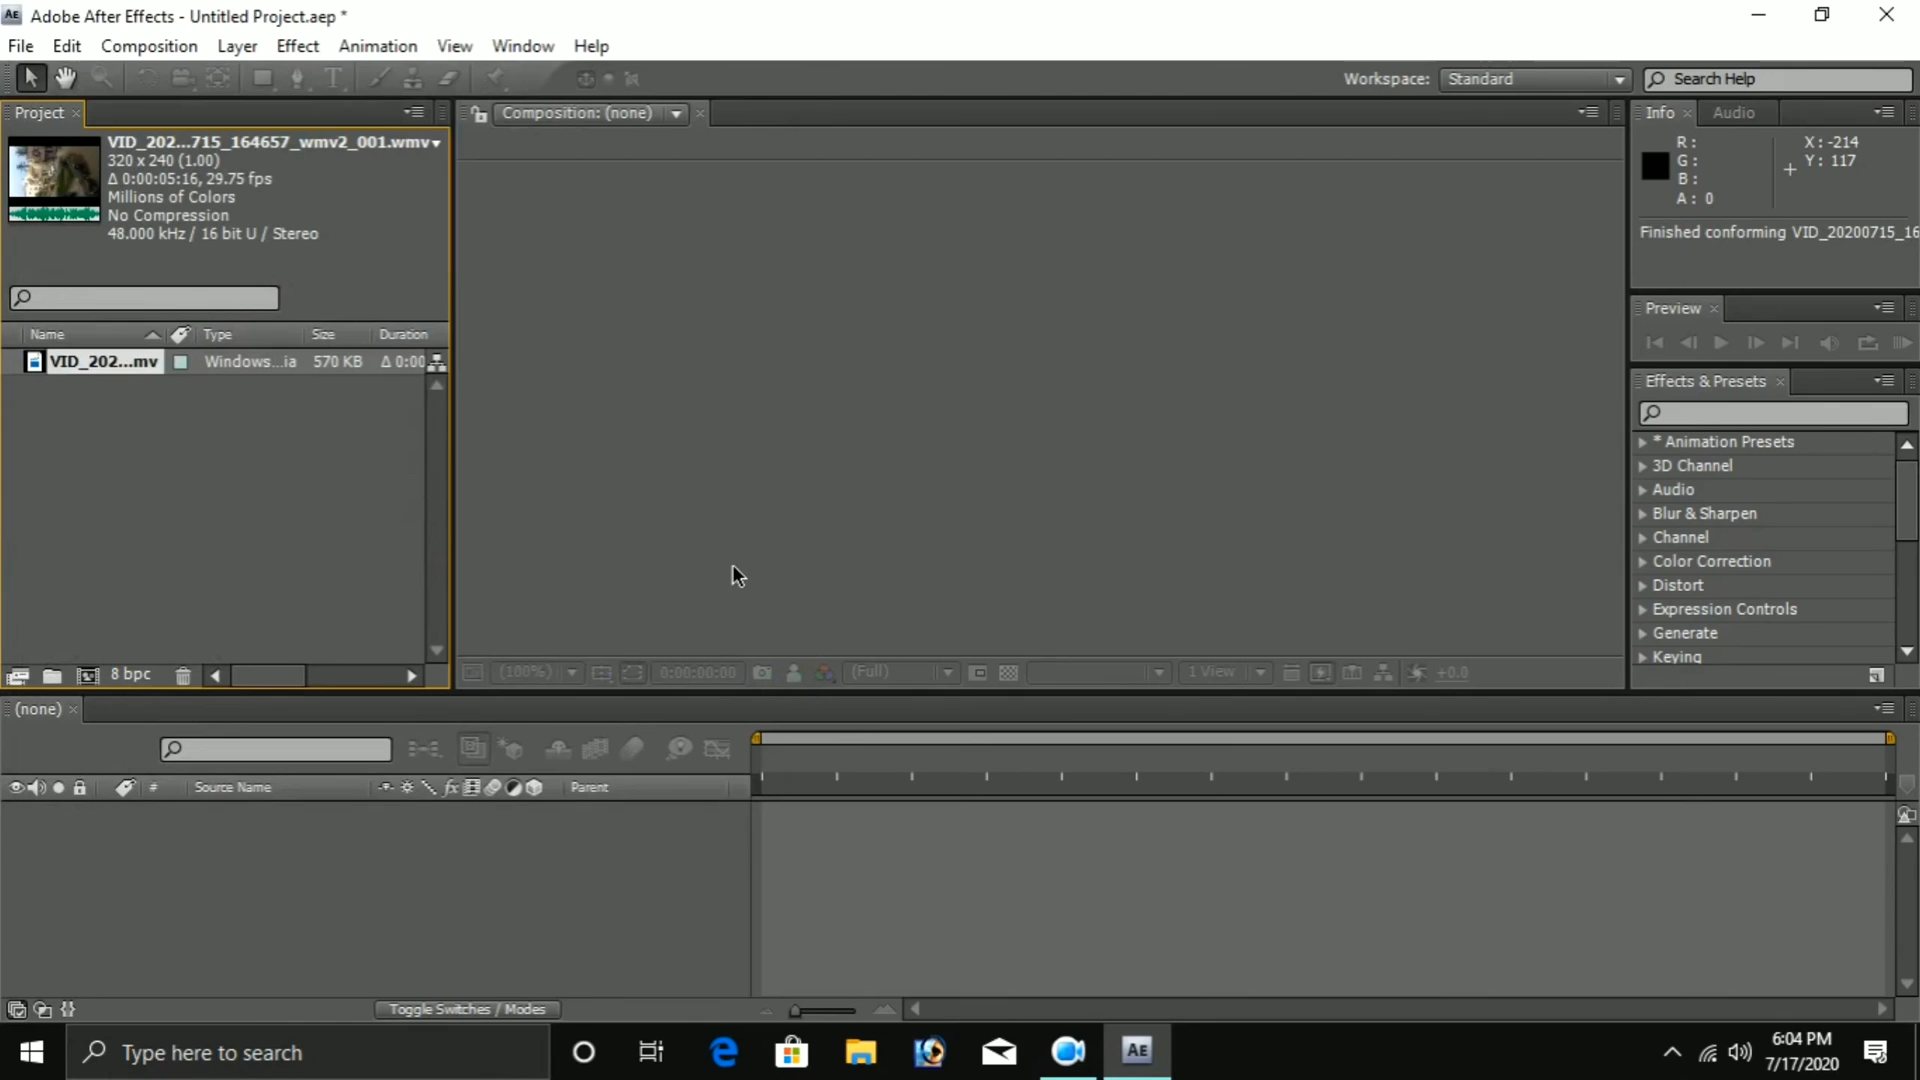 AE Adobe After Effects - Untitled Project.aep *
File Edit Composition Layer Effect Animation View Window Help
Workspace: Standard Search Help
Project
Composition: (none)
Info Audio
VID_202...715_164657_wmv2_001.wmv
320 x 240 (1.00)
Δ 0:00:05:16, 29.75 fps
Millions of Colors
No Compression
48.000 kHz / 16 bit U / Stereo
R:
G:
B:
A: 0
X: -214
Y: 117
Finished conforming VID_20200715_16
Preview
Name Type Size Duration
VID_202...mv Windows...ia 570 KB Δ 0:00
Effects & Presets
* Animation Presets
3D Channel
Audio
Blur & Sharpen
Channel
Color Correction
Distort
Expression Controls
Generate
Keying
8 bpc
(100%) 0:00:00:00 (Full) 1 View +0.0
(none)
# Source Name fx Parent
Toggle Switches / Modes
Type here to search
AE
6:04 PM
7/17/2020